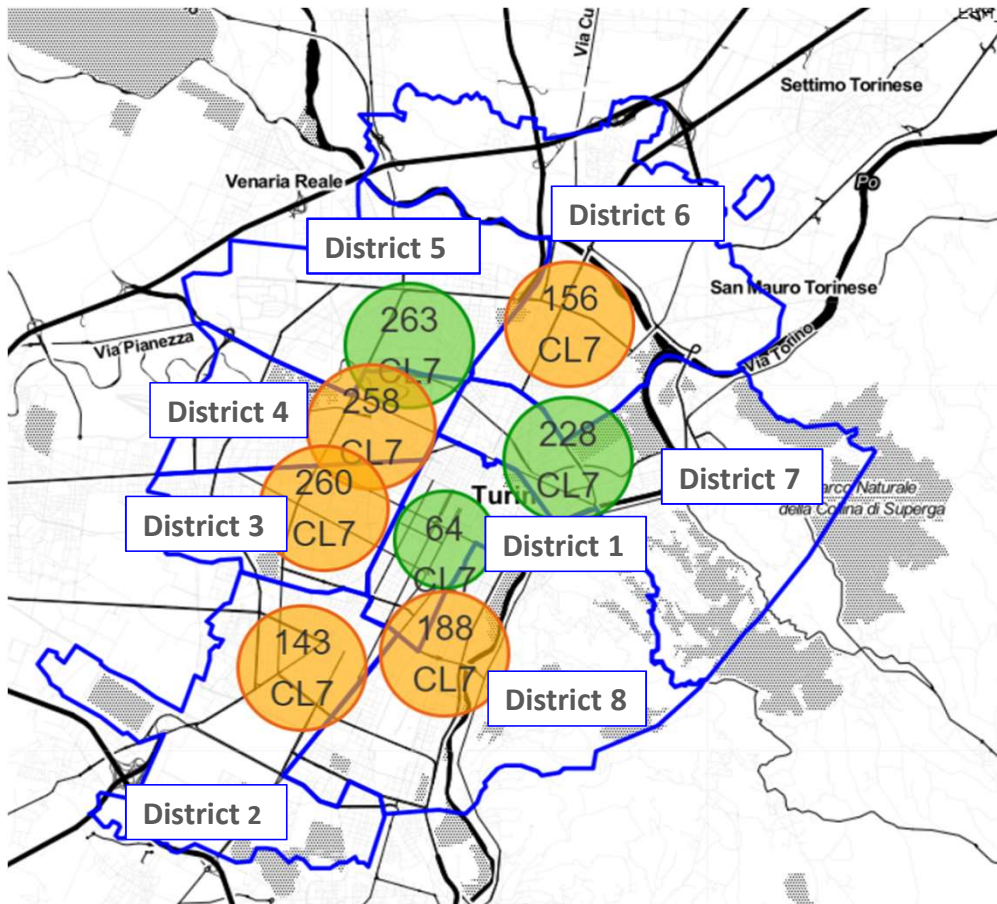 Via Cu
Settimo Torinese
Venaria Reale
Po
District 6
District 5
San Mauro Torinese
156
CL7
263
CL7
Via Pianezza
Via Torino
District 4
258
CL7
228
CL7
District 7
260
CL7
Turin
arco Naturale
della Collina di Superga
District 3
64
CL7
District 1
143
CL7
188
CL7
District 8
District 2